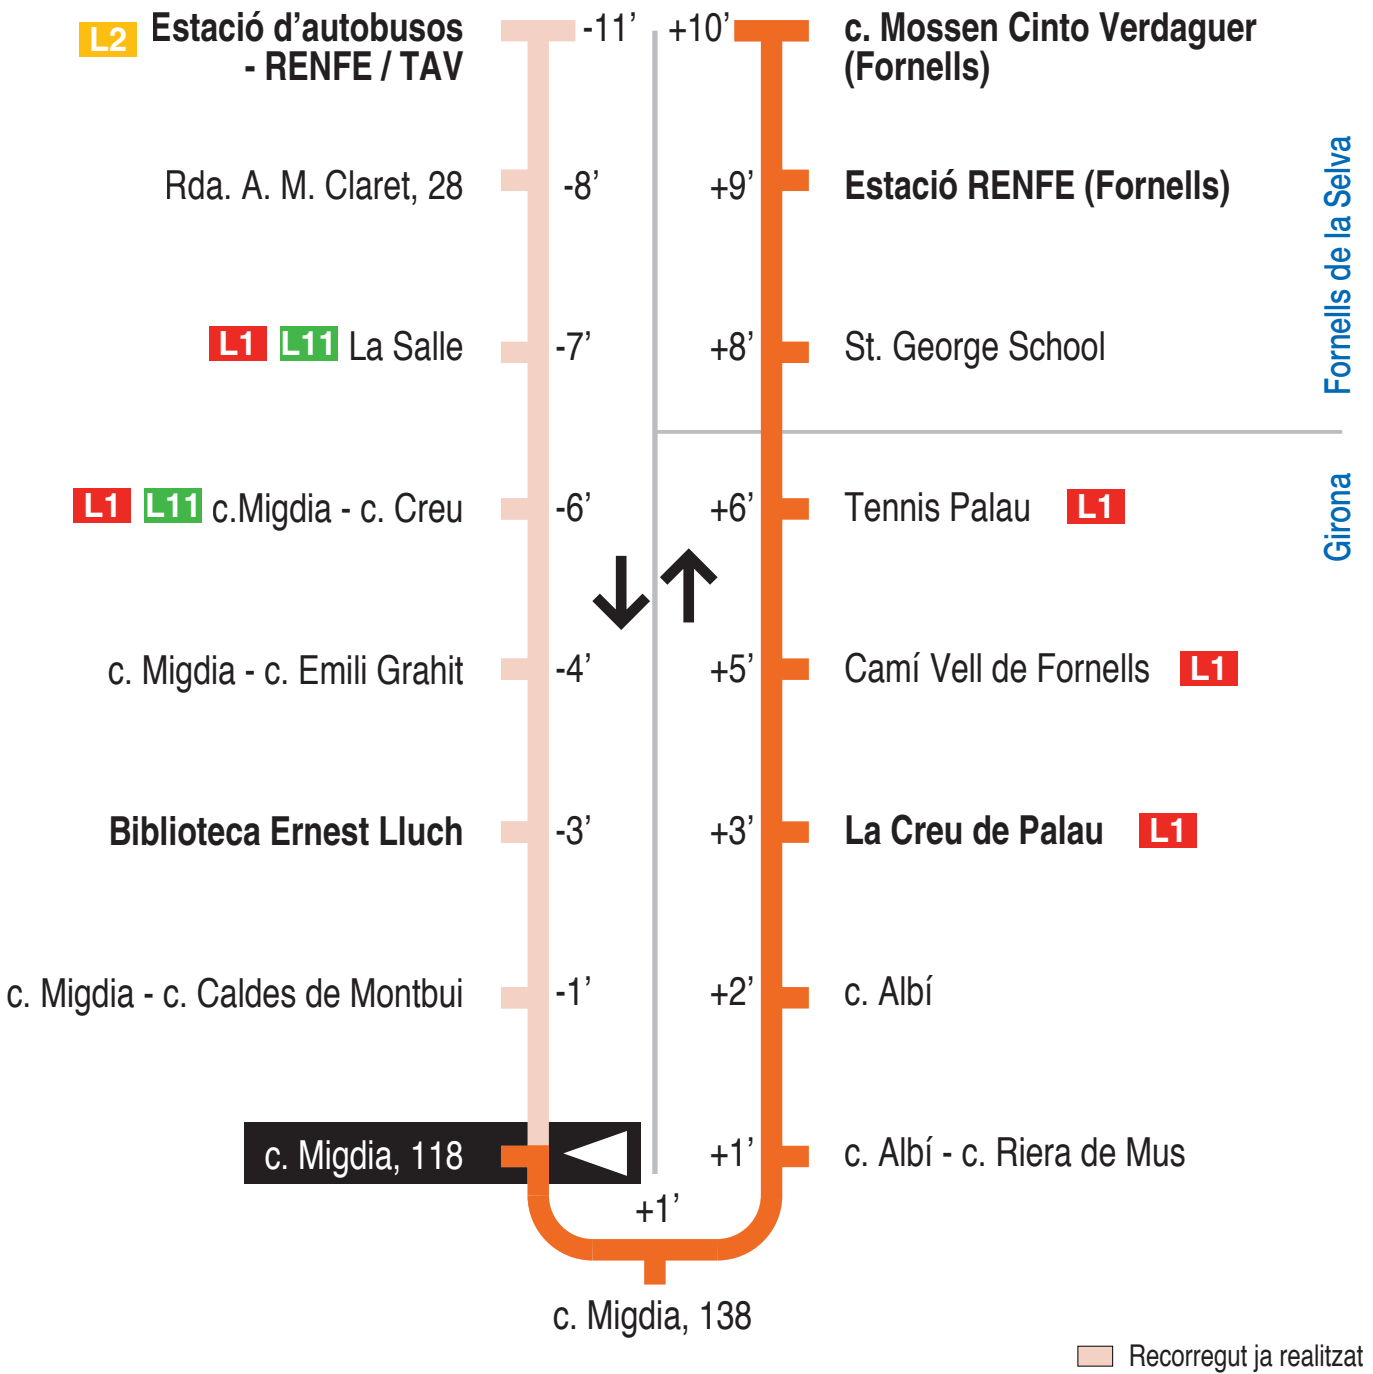 L2 Estació d’autobusos
- RENFE / TAV
-11’
Rda. A. M. Claret, 28
-8’
L1 L11 La Salle
-7’
L1 L11 c.Migdia - c. Creu
-6’
c. Migdia - c. Emili Grahit
-4’
Biblioteca Ernest Lluch
-3’
c. Migdia - c. Caldes de Montbui
-1’
c. Migdia, 118
+1’
c. Migdia, 138
+10’
c. Mossen Cinto Verdaguer
(Fornells)
+9’
Estació RENFE (Fornells)
+8’
St. George School
Fornells de la Selva
+6’
Tennis Palau L1
Girona
+5’
Camí Vell de Fornells L1
+3’
La Creu de Palau L1
+2’
c. Albí
+1’
c. Albí - c. Riera de Mus
Recorregut ja realitzat